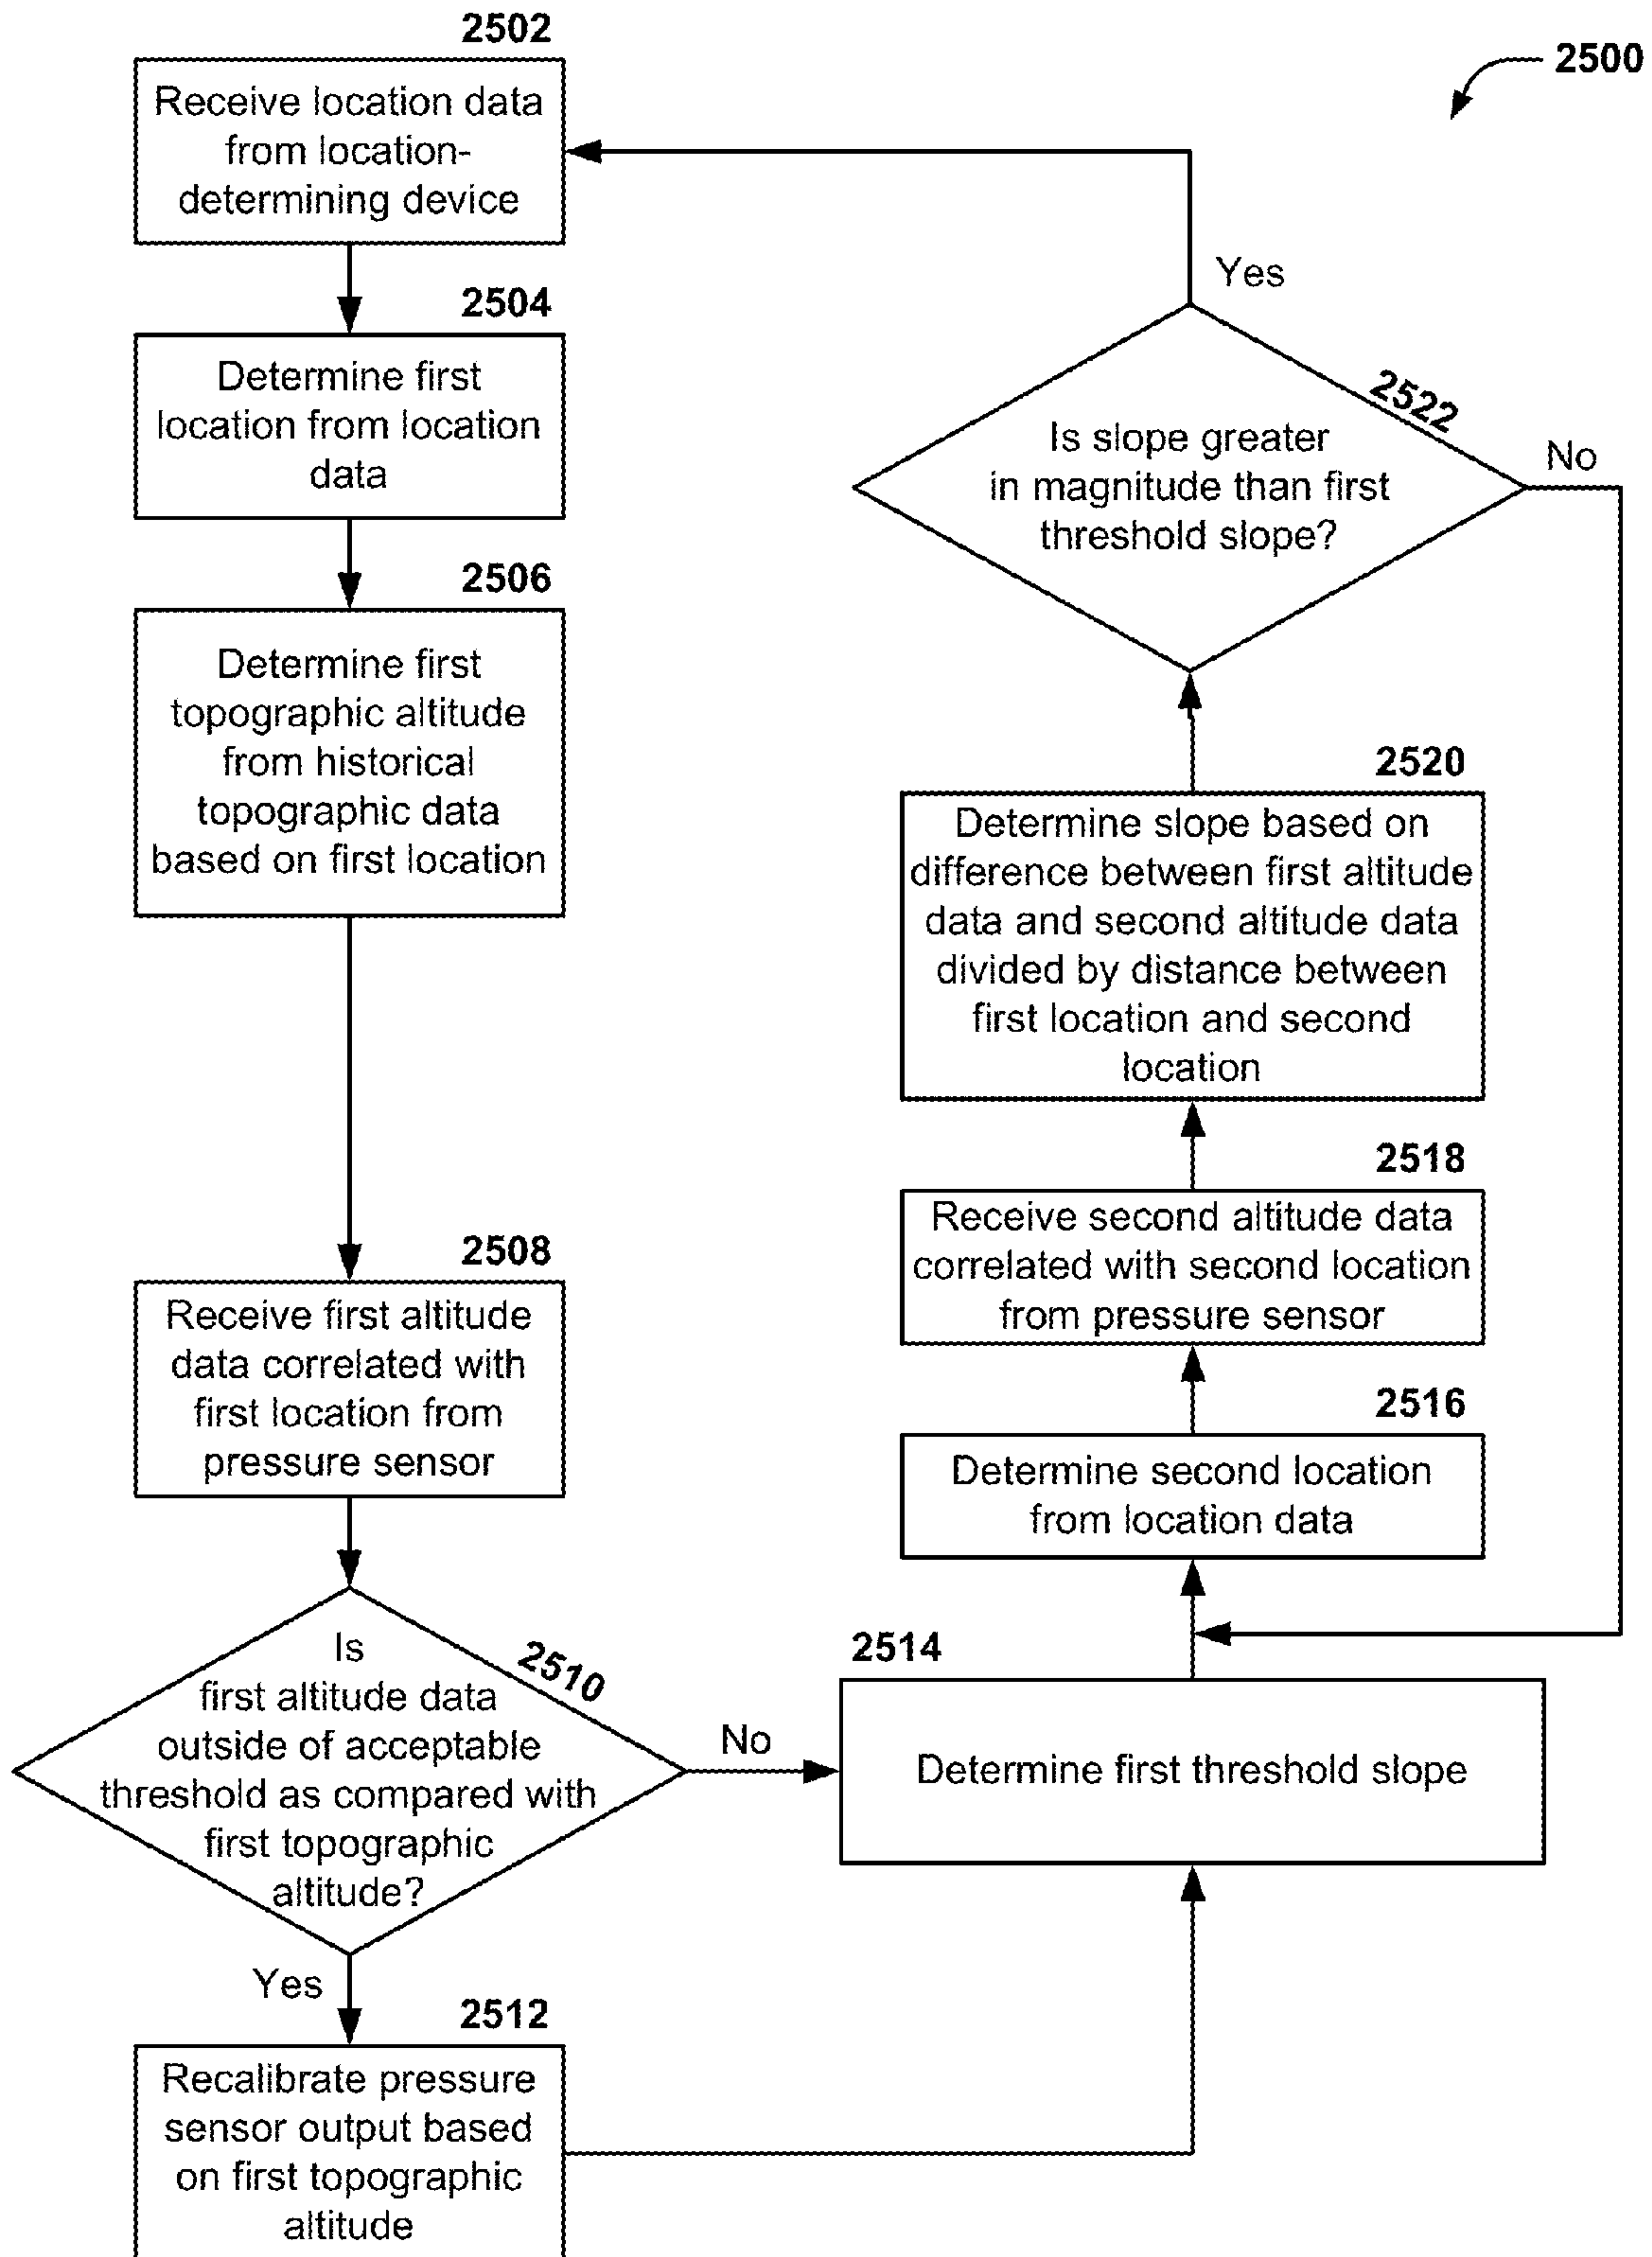 2500
2502
Receive location data
from location-
determining device
2504
Determine first
location from location
data
2506
Determine first
topographic altitude
from historical
topographic data
based on first location
2508
Receive first altitude
data correlated with
first location from
pressure sensor
2510
Is
first altitude data
outside of acceptable
threshold as compared with
first topographic
altitude?
No
Yes
2512
Recalibrate pressure
sensor output based
on first topographic
altitude
2514
Determine first threshold slope
2516
Determine second location
from location data
2518
Receive second altitude data
correlated with second location
from pressure sensor
2520
Determine slope based on
difference between first altitude
data and second altitude data
divided by distance between
first location and second
location
2522
Is slope greater
in magnitude than first
threshold slope?
Yes
No